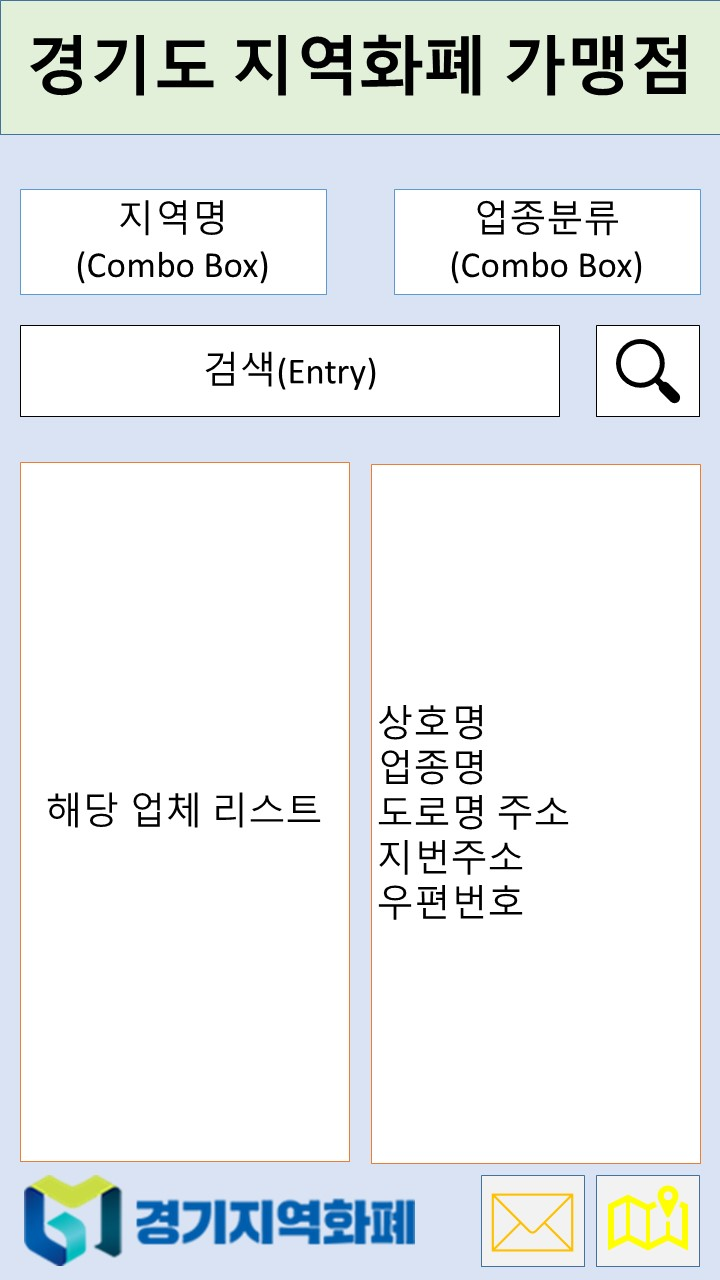 경기도 지역화폐 가맹점
지역명
(Combo Box)
업종분류
(Combo Box)
검색(Entry)
해당 업체 리스트
상호명
업종명
도로명 주소
지번주소
우편번호
경기지역화폐